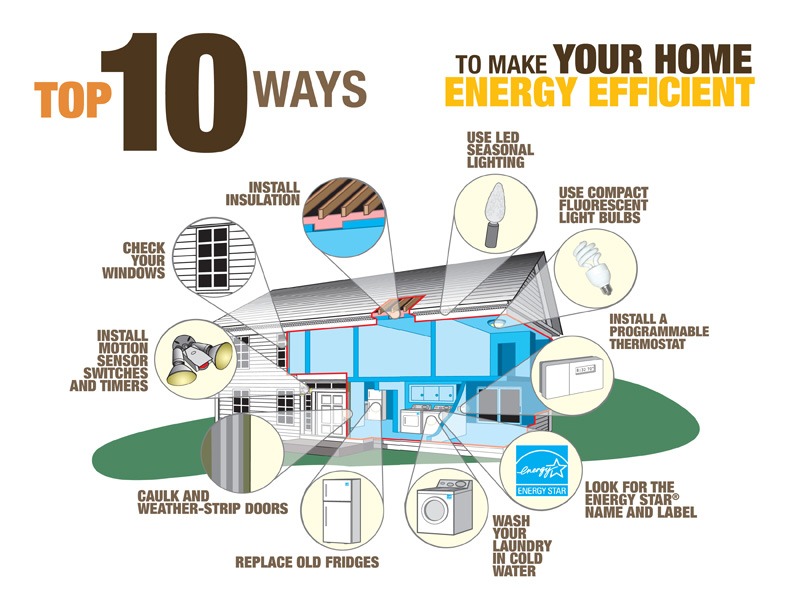 TOP 10 WAYS
TO MAKE YOUR HOME
ENERGY EFFICIENT
USE LED
SEASONAL
LIGHTING
INSTALL
INSULATION
USE COMPACT
FLUORESCENT
LIGHT BULBS
CHECK
YOUR
WINDOWS
INSTALL A
PROGRAMMABLE
THERMOSTAT
INSTALL
MOTION
SENSOR
SWITCHES
AND TIMERS
energy
ENERGY STAR
LOOK FOR THE
ENERGY STAR®
NAME AND LABEL
CAULK AND
WEATHER-STRIP DOORS
WASH
YOUR
LAUNDRY
IN COLD
WATER
REPLACE OLD FRIDGES